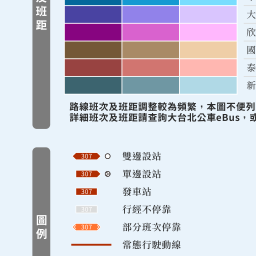 及
班
距
大
欣
國
泰
新
路線班次及班距調整較為頻繁，本圖不便列
詳細班次及班距請查詢大台北公車eBus，或
圖
例
307 雙邊設站
307 單邊設站
307 發車站
行經不停靠
307 部分班次停靠
常態行駛動線